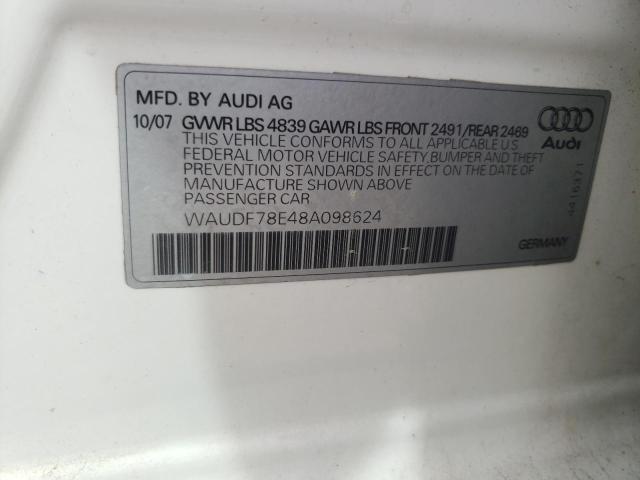 MFD. BY AUDI AG
10/07 GVWR LBS 4839 GAWR LBS FRONT 2491/REAR 2469
THIS VEHICLE CONFORMS TO ALL APPLICABLE U S
FEDERAL MOTOR VEHICLE SAFETY.BUMPER AND THEFT
PREVENTION STANDARDS IN EFFECT ON THE DATE OF
MANUFACTURE SHOWN ABOVE
PASSENGER CAR
WAUDF78E48A098624
Audi
4416371
GERMANY